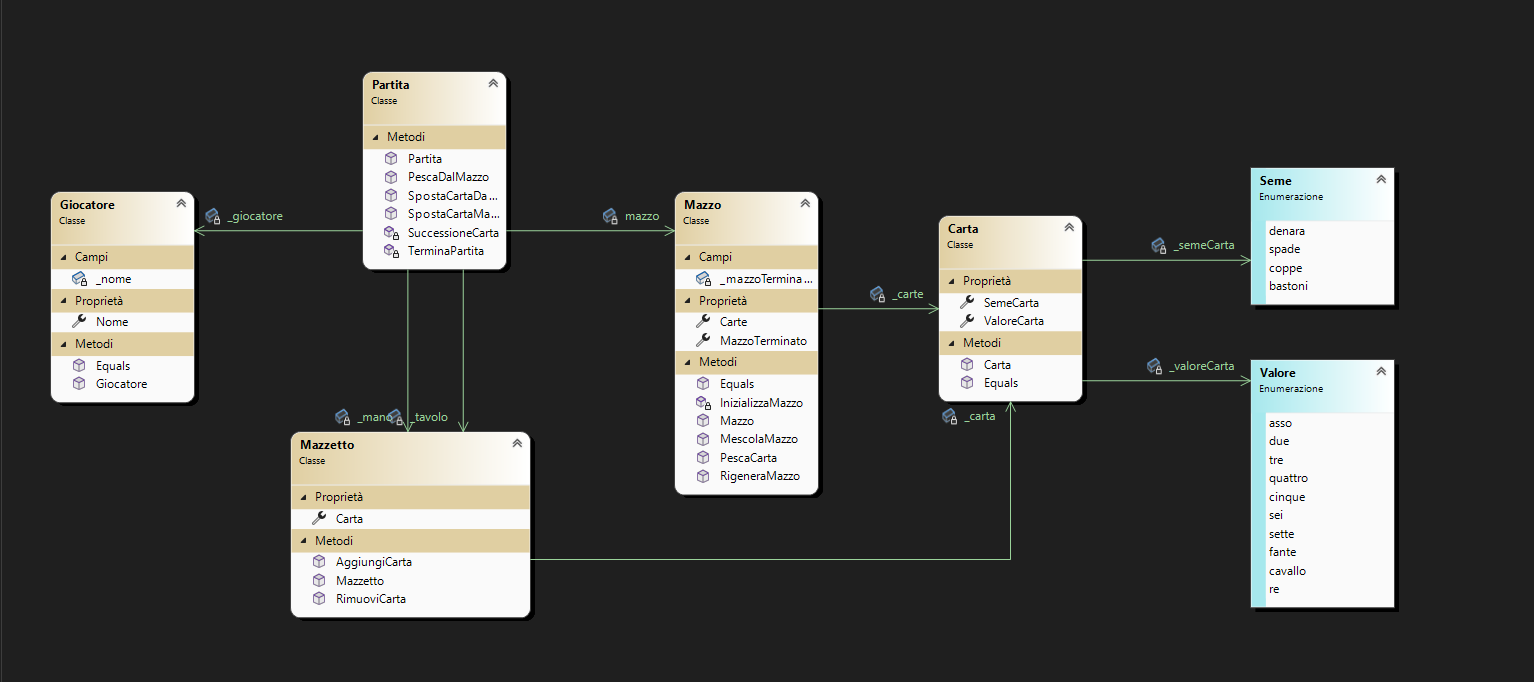 Partita
Classe
Metodi
Partita
PescaDalMazzo
SpostaCartaDa...
SpostaCartaMa...
SuccessioneCarta
TerminaPartita
Giocatore
Classe
Campi
_nome
Proprietà
Nome
Metodi
Equals
Giocatore
_giocatore
mazzo
Mazzo
Classe
Campi
_mazzoTermina...
Proprietà
Carte
MazzoTerminato
Metodi
Equals
InizializzaMazzo
Mazzo
MescolaMazzo
PescaCarta
RigeneraMazzo
_carte
Carta
Classe
Proprietà
SemeCarta
ValoreCarta
Metodi
Carta
Equals
_semeCarta
_valoreCarta
_carta
Seme
Enumerazione
denara
spade
coppe
bastoni
Valore
Enumerazione
asso
due
tre
quattro
cinque
sei
sette
fante
cavallo
re
_mano
_tavolo
Mazzetto
Classe
Proprietà
Carta
Metodi
AggiungiCarta
Mazzetto
RimuoviCarta